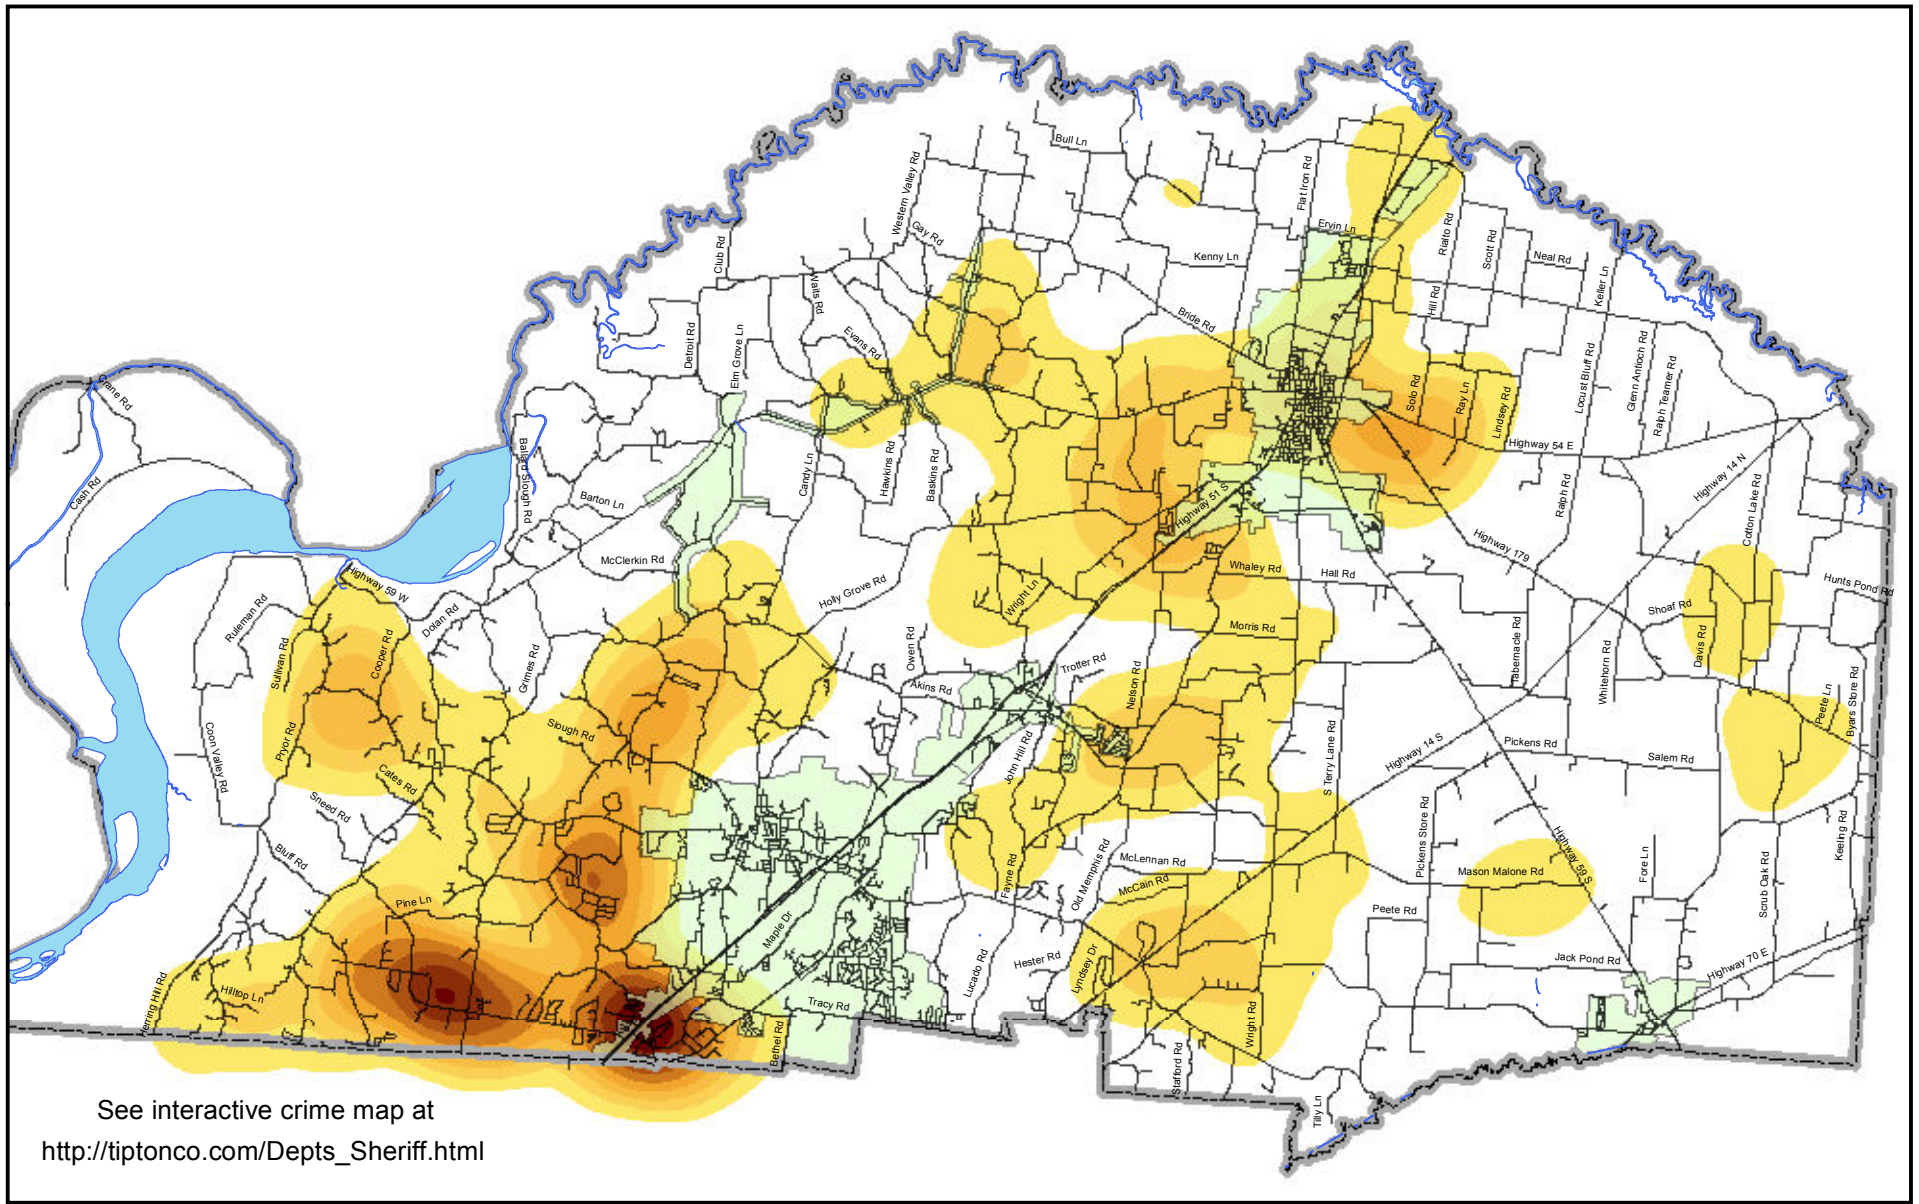 Bull Ln
Western Valley Rd
Flat Iron Rd
Gay Rd
Ervin Ln
Rialto Rd
Scott Rd
Club Rd
Kenny Ln
Neal Rd
Keller Ln
Waits Rd
Hill Rd
Bride Rd
Detroit Rd
Elm Grove Ln
Evans Rd
Crane Rd
Locust Bluff Rd
Glenn Antioch Rd
Ralph Teamer Rd
Solo Rd
Ray Ln
Lindsey Rd
Highway 54 E
Ballard Slough Rd
Candy Ln
Hawkins Rd
Baskins Rd
Cash Rd
Barton Ln
Highway 51 S
Ralph Rd
Highway 14 N
Cotton Lake Rd
Highway 179
McClerkin Rd
Highway 59 W
Holly Grove Rd
Wright Ln
Whaley Rd
Hall Rd
Hunts Pond Rd
Ruleman Rd
Dolan Rd
Shoaf Rd
Morris Rd
Sullivan Rd
Cooper Rd
Grimes Rd
Owen Rd
Trotter Rd
Tabernacle Rd
Whitehorn Rd
Davis Rd
Akins Rd
Nelson Rd
Peete Ln
Byars Store Rd
Coon Valley Rd
Pryor Rd
Slough Rd
John Hill Rd
S Terry Lane Rd
Highway 14 S
Pickens Rd
Salem Rd
Cates Rd
Sneed Rd
Pickens Store Rd
Keeling Rd
Bluff Rd
Fayne Rd
Old Memphis Rd
McLennan Rd
McCain Rd
Mason Malone Rd
Highway 59 S
Fore Ln
Scrub Oak Rd
Pine Ln
Maple Dr
Peete Rd
Lucado Rd
Hester Rd
Lyndsey Dr
Jack Pond Rd
Highway 70 E
Herring Hill Rd
Hilltop Ln
Tracy Rd
Bethel Rd
Wright Rd
Stafford Rd
Tilly Ln
See interactive crime map at
http://tiptonco.com/Depts_Sheriff.html